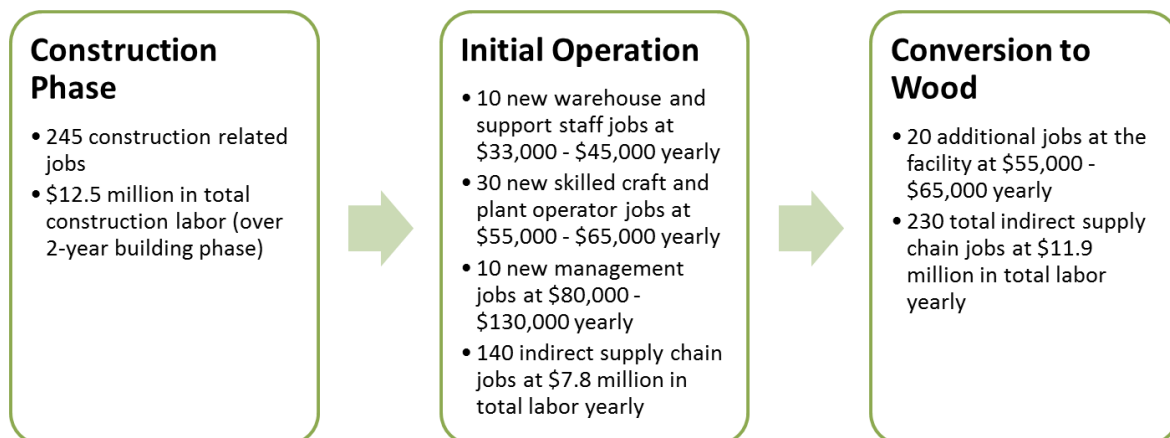 Construction
Phase
• 245 construction related
jobs
• $12.5 million in total
construction labor (over
2-year building phase)
Initial Operation
• 10 new warehouse and
support staff jobs at
$33,000 - $45,000 yearly
• 30 new skilled craft and
plant operator jobs at
$55,000 - $65,000 yearly
• 10 new management
jobs at $80,000 -
$130,000 yearly
• 140 indirect supply chain
jobs at $7.8 million in
total labor yearly
Conversion to
Wood
• 20 additional jobs at the
facility at $55,000 -
$65,000 yearly
• 230 total indirect supply
chain jobs at $11.9
million in total labor
yearly